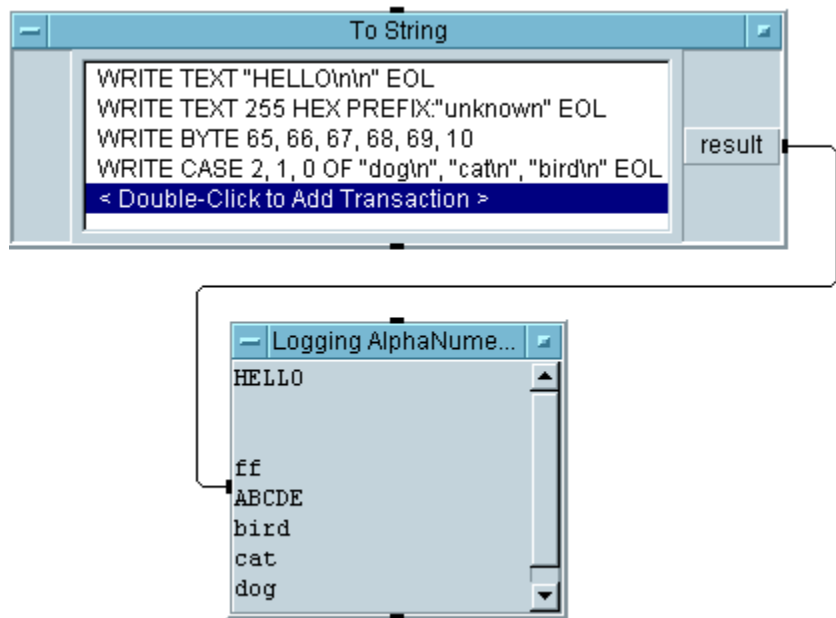 To String
WRITE TEXT "HELLO\n\n" EOL
WRITE TEXT 255 HEX PREFIX:"unknown" EOL
WRITE BYTE 65, 66, 67, 68, 69, 10
WRITE CASE 2, 1, 0 OF "dog\n", "cat\n", "bird\n" EOL
< Double-Click to Add Transaction >
result
Logging AlphaNume...
HELLO
ff
ABCDE
bird
cat
dog